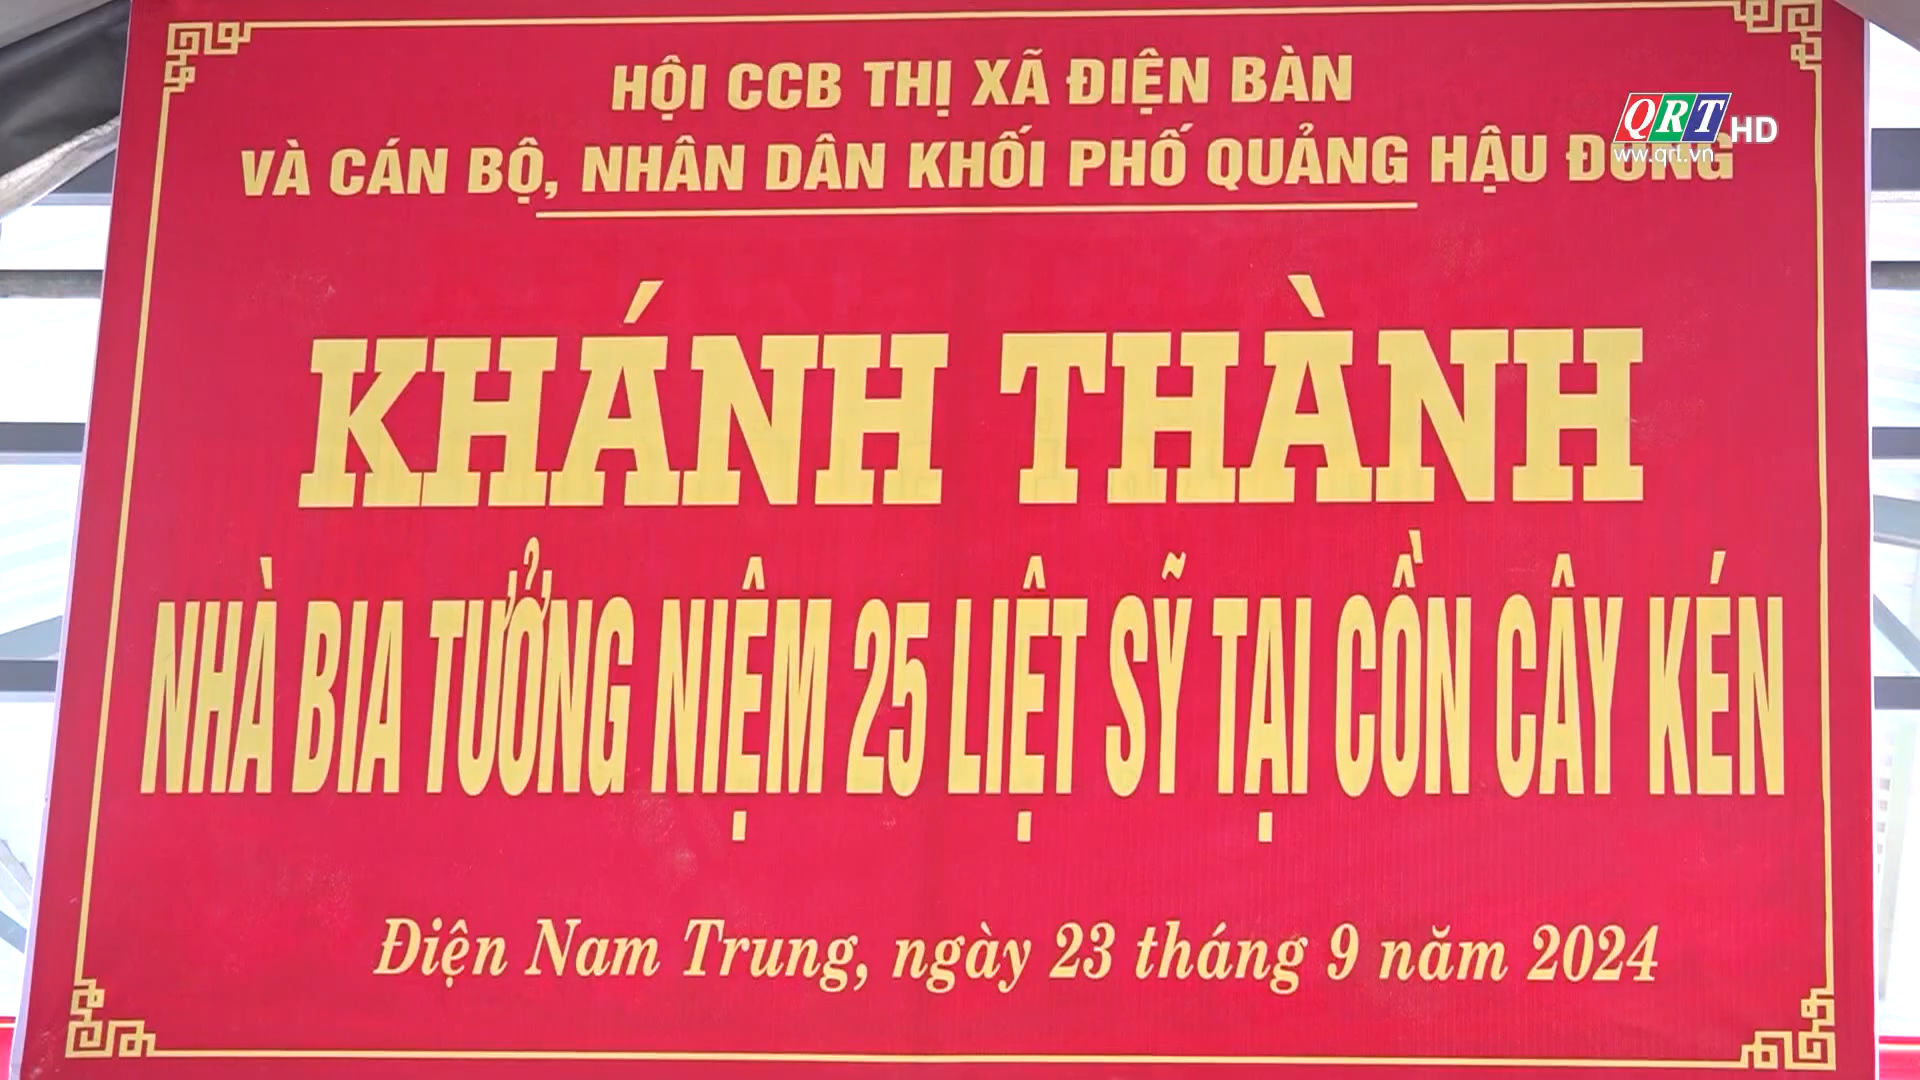 HỘI CCB THỊ XÃ ĐIỆN BÀN
VÀ CÁN BỘ, NHÂN DÂN KHỐI PHỐ QUẢNG HẬU ĐÔNG
QRT HD
ww.qrt.vn
KHÁNH THÀNH
NHÀ BIA TƯỞNG NIỆM 25 LIỆT SỸ TẠI CỒN CÂY KÉN
Điện Nam Trung, ngày 23 tháng 9 năm 2024